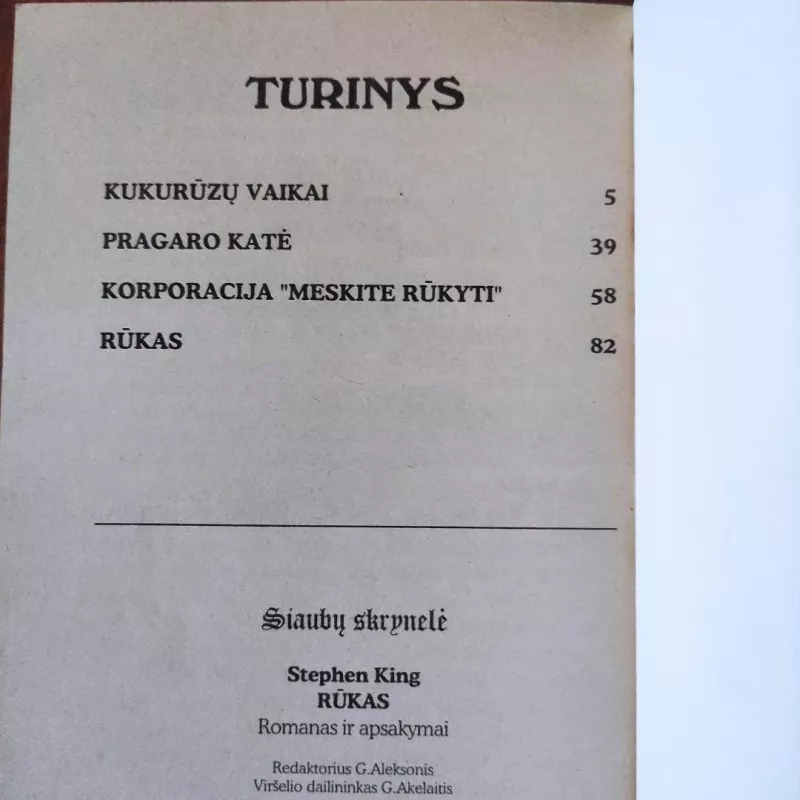 TURINYS
KUKURŪZŲ VAIKAI 5
PRAGARO KATĖ 39
KORPORACIJA "MESKITE RŪKYTI" 58
RŪKAS 82
Siaubų skrynelė
Stephen King
RŪKAS
Romanas ir apsakymai
Redaktorius G.Aleksonis
Viršelio dailininkas G.Akelaitis